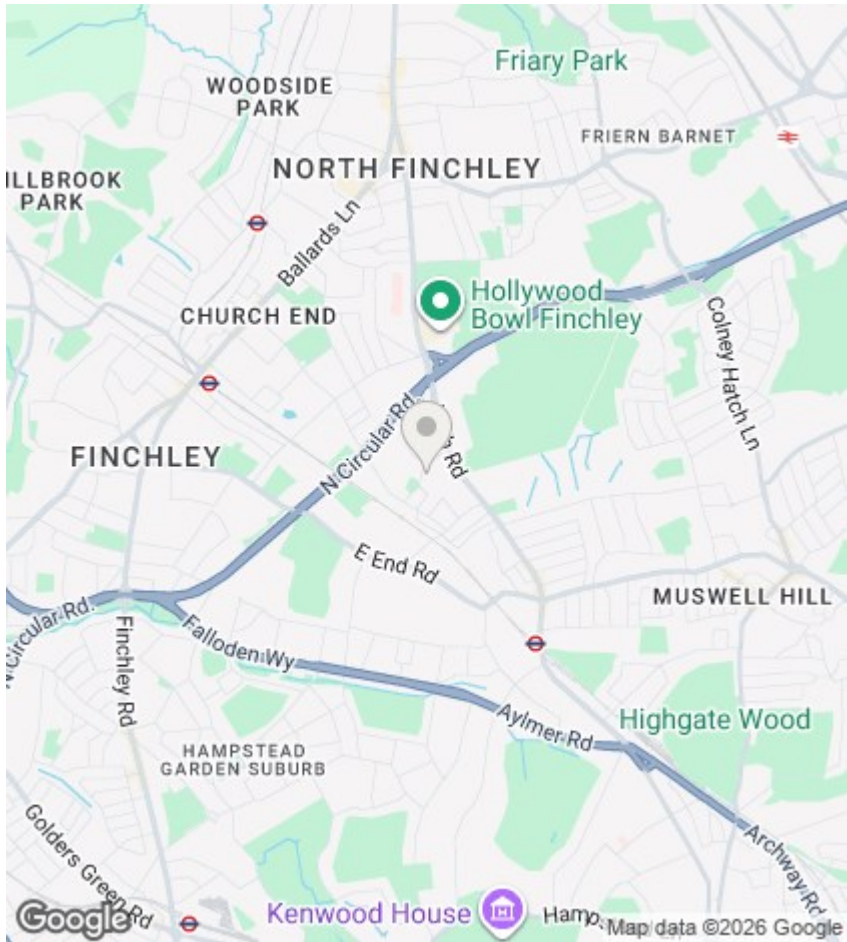 Friary Park
WOODSIDE
PARK
FRIERN BARNET
NORTH FINCHLEY
ILLBROOK
PARK
Ballards Ln
Hollywood
Bowl Finchley
CHURCH END
Colney Hatch Ln
N Circular Rd
Rd
FINCHLEY
E End Rd
MUSWELL HILL
N Circular Rd.
Finchley Rd
Falloden Wy
Aylmer Rd
Highgate Wood
HAMPSTEAD
GARDEN SUBURB
Golders Green Rd
Archway Rd
Kenwood House
Hamps
Google
Map data ©2026 Google